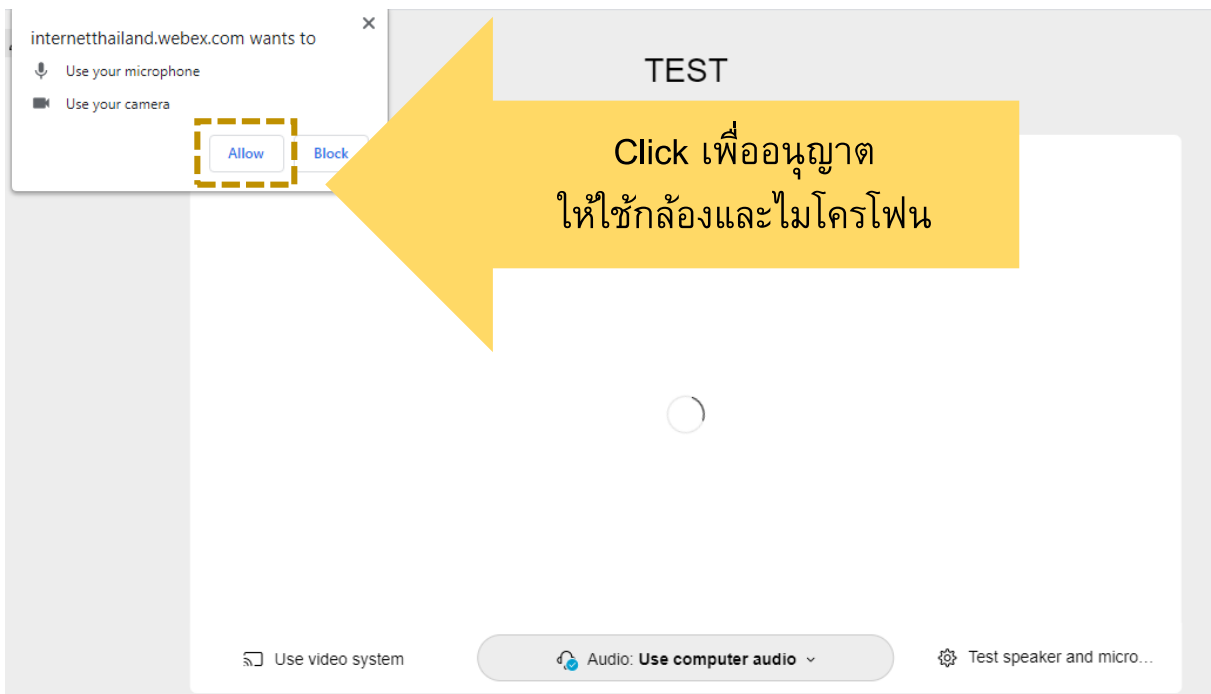 internetthailand.webex.com wants to
Use your microphone
Use your camera
Allow
Block
TEST
Click เพื่ออนุญาต
ให้ใช้กล้องและไมโครโฟน
Use video system
Audio: Use computer audio
Test speaker and micro...